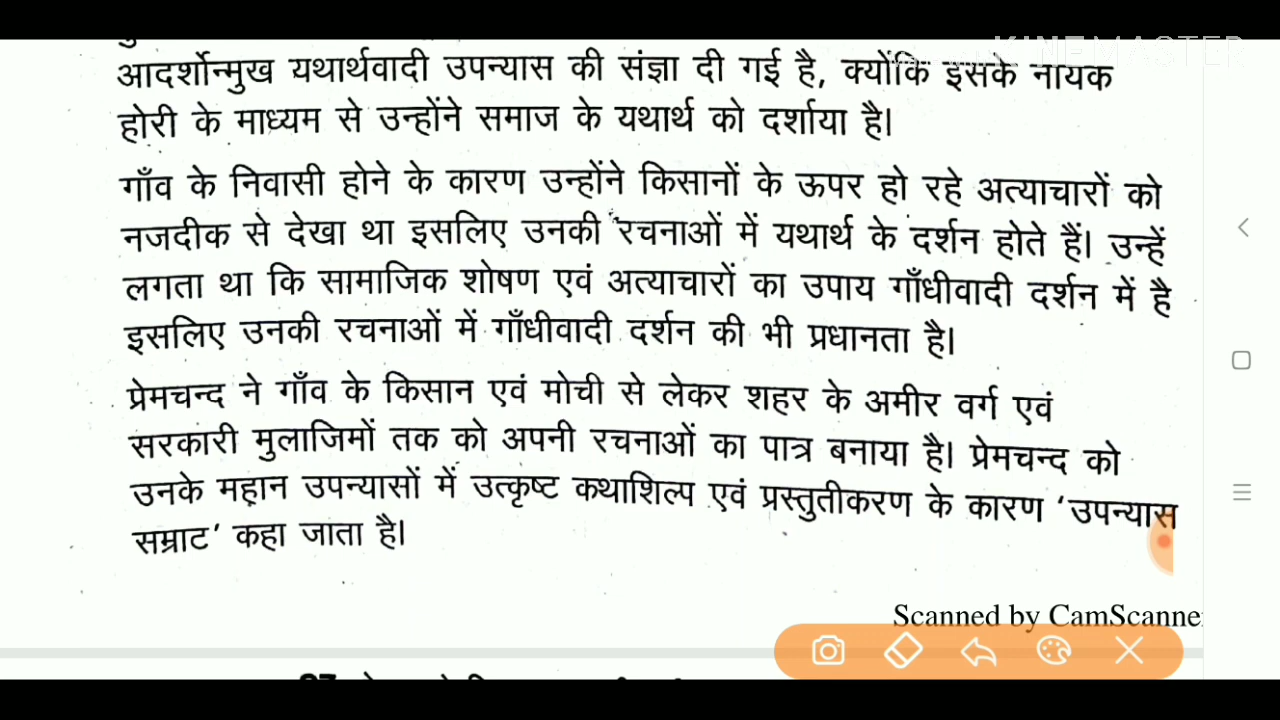 KINEMASTER
आदर्शोन्मुख यथार्थवादी उपन्यास की संज्ञा दी गई है, क्योंकि इसके नायक
होरी के माध्यम से उन्होंने समाज के यथार्थ को दर्शाया है।
गाँव के निवासी होने के कारण उन्होंने किसानों के ऊपर हो रहे अत्याचारों को
नजदीक से देखा था इसलिए उनकी रचनाओं में यथार्थ के दर्शन होते हैं। उन्हें
लगता था कि सामाजिक शोषण एवं अत्याचारों का उपाय गाँधीवादी दर्शन में है
इसलिए उनकी रचनाओं में गाँधीवादी दर्शन की भी प्रधानता है।
प्रेमचन्द ने गाँव के किसान एवं मोची से लेकर शहर के अमीर वर्ग एवं
सरकारी मुलाजिमों तक को अपनी रचनाओं का पात्र बनाया है। प्रेमचन्द को
उनके महान उपन्यासों में उत्कृष्ट कथाशिल्प एवं प्रस्तुतीकरण के कारण ‘उपन्यास
सम्राट’ कहा जाता है।
Scanned by CamScanne